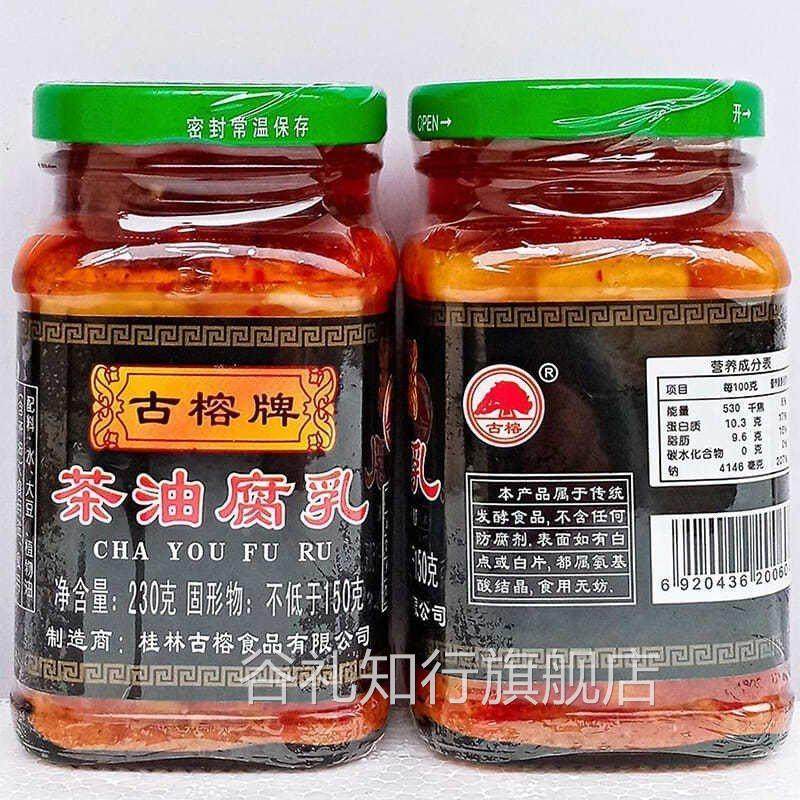 密封常温保存
古榕牌
茶油腐乳
CHA YOU FU RU
净含量：230克 固形物：不低于150克
制造商：桂林古榕食品有限公司
配料：水、大豆、植物油
OPEN→
开→
乳
古榕
®
本产品属于传统
发酵食品，不含任何
防腐剂．表面如有白
点或白片，都属氨基
酸结晶，食用无妨．
营养成分表
项目 每100克
能量 530 千焦
蛋白质 10.3 克
脂肪 9.6 克
碳水化合物 0 克
钠 4146 毫克
6 920436 20060
限公司
谷礼知行旗舰店